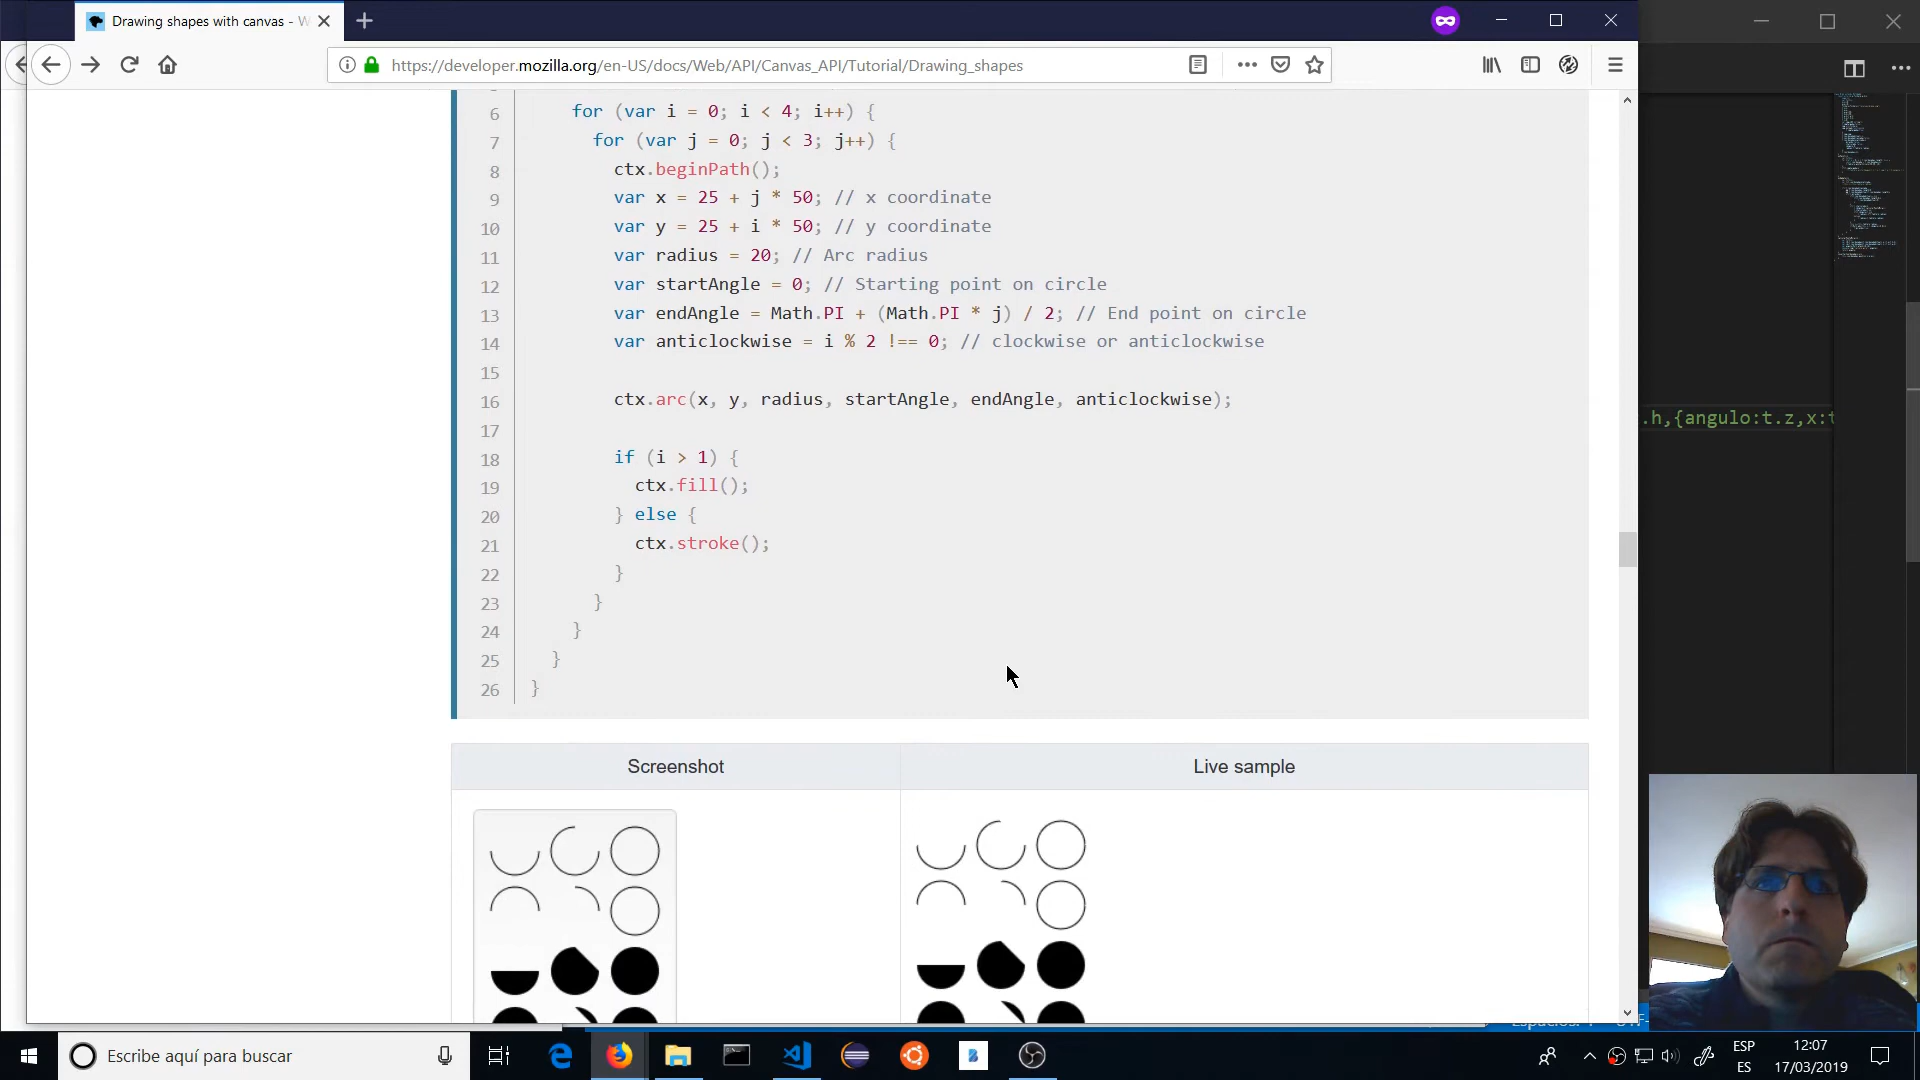 Drawing shapes with canvas - W
https://developer.mozilla.org/en-US/docs/Web/API/Canvas_API/Tutorial/Drawing_shapes
6 for (var i = 0; i < 4; i++) {
7 for (var j = 0; j < 3; j++) {
8 ctx.beginPath();
9 var x = 25 + j * 50; // x coordinate
10 var y = 25 + i * 50; // y coordinate
11 var radius = 20; // Arc radius
12 var startAngle = 0; // Starting point on circle
13 var endAngle = Math.PI + (Math.PI * j) / 2; // End point on circle
14 var anticlockwise = i % 2 !== 0; // clockwise or anticlockwise
15
16 ctx.arc(x, y, radius, startAngle, endAngle, anticlockwise);
17
18 if (i > 1) {
19 ctx.fill();
20 } else {
21 ctx.stroke();
22 }
23 }
24 }
25 }
26 }
.h,{angulo:t.z,x:t
Screenshot Live sample
Escribe aquí para buscar
ESP
ES
12:07
17/03/2019